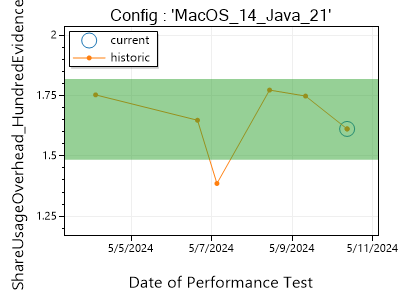 Config : 'MacOS_14_Java_21'
current
historic
2
1.75
1.5
1.25
ShareUsageOverhead_HundredEvidence
5/5/2024
5/7/2024
5/9/2024
5/11/2024
Date of Performance Test